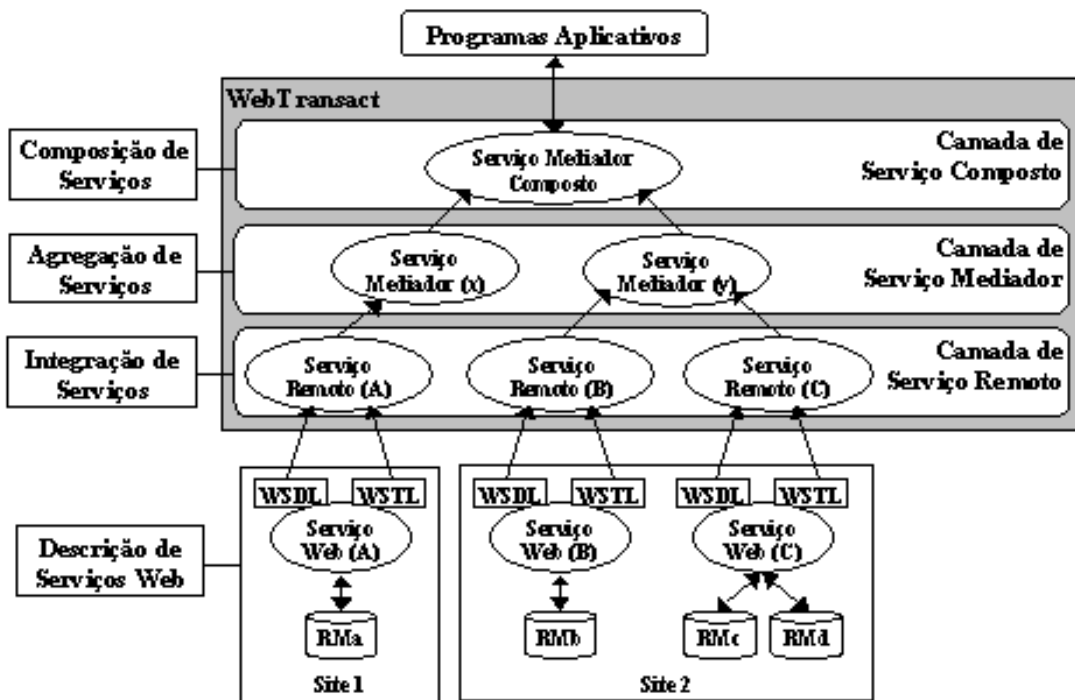 Programas Aplicativos
WebTransact
Composição de
Serviços
Serviço Mediador
Composto
Camada de
Serviço Composto
Agregação de
Serviços
Serviço
Mediador (x)
Serviço
Mediador (y)
Camada de
Serviço Mediador
Integração de
Serviços
Serviço
Remoto (A)
Serviço
Remoto (B)
Serviço
Remoto (C)
Camada de
Serviço Remoto
WSDL
WSTL
WSDL
WSTL
WSDL
WSTL
Descrição de
Serviços Web
Serviço
Web (A)
Serviço
Web (B)
Serviço
Web (C)
RMa
RMb
RMc
RMd
Site 1
Site 2